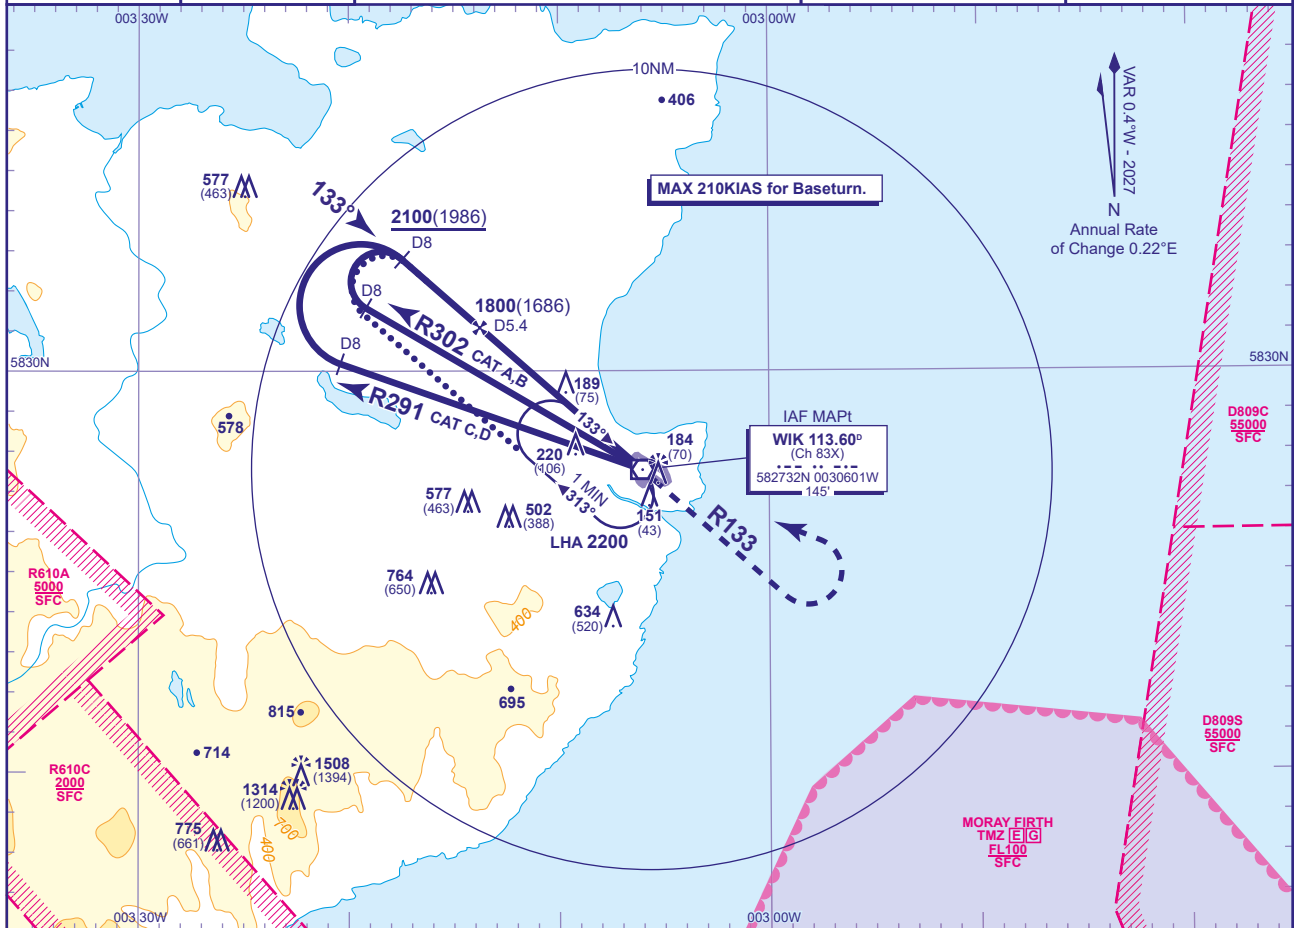 003 30W
003 00W
10NM
406
VAR 0.4°W - 2027
N
Annual Rate
of Change 0.22°E
577
(463)
MAX 210KIAS for Baseturn.
133°
2100(1986)
D8
D8
1800(1686)
D5.4
R302 CAT A,B
D8
5830N
5830N
R291 CAT C,D
189
(75)
133°
578
IAF MAPt
WIK 113.60ᴰ
(Ch 83X)
582732N 0030601W
145'
D809C
55000
SFC
184
(70)
220
(106)
1 MIN
313°
577
(463)
502
(388)
151
(43)
LHA 2200
R133
R610A
5000
SFC
764
(650)
634
(520)
400
695
815
714
1508
(1394)
1314
(1200)
R610C
2000
SFC
D809S
55000
SFC
775
(661)
700
400
MORAY FIRTH
TMZ E G
FL100
SFC
003 30W
003 00W